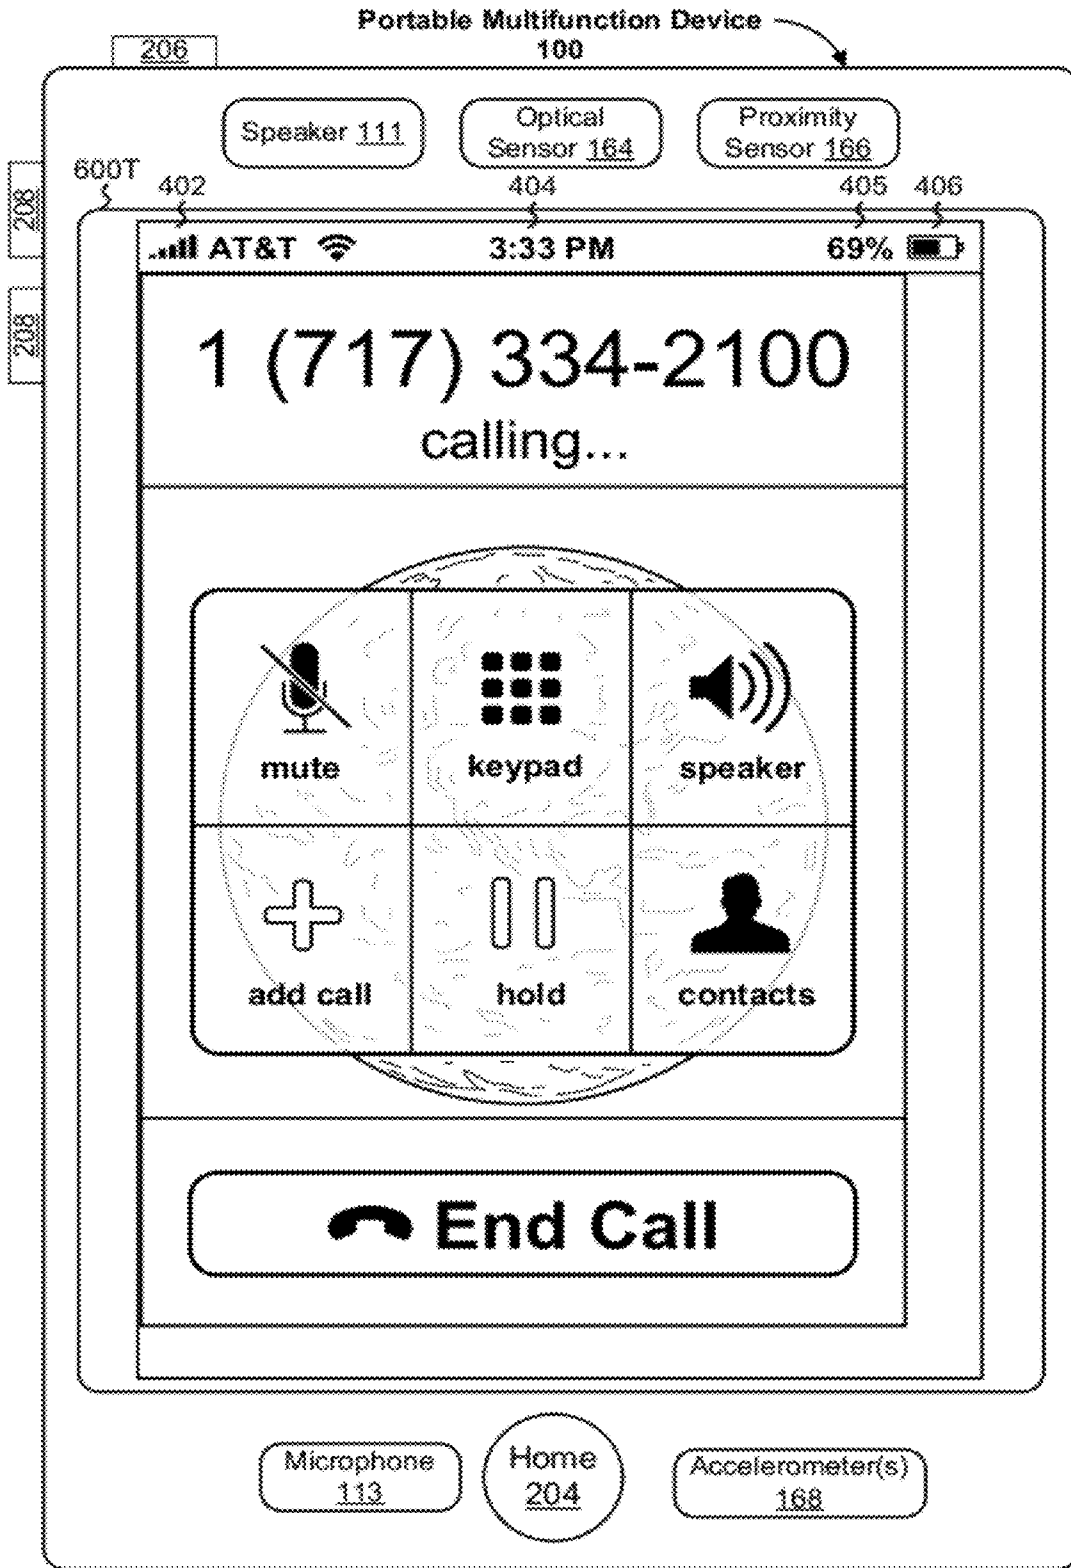 Portable Multifunction Device
100
206
Speaker 111
Optical
Sensor 164
Proximity
Sensor 166
600T
402
404
405
406
208
208
AT&T
3:33 PM
69%
1 (717) 334-2100
calling...
mute
keypad
speaker
add call
hold
contacts
End Call
Microphone
113
Home
204
Accelerometer(s)
168